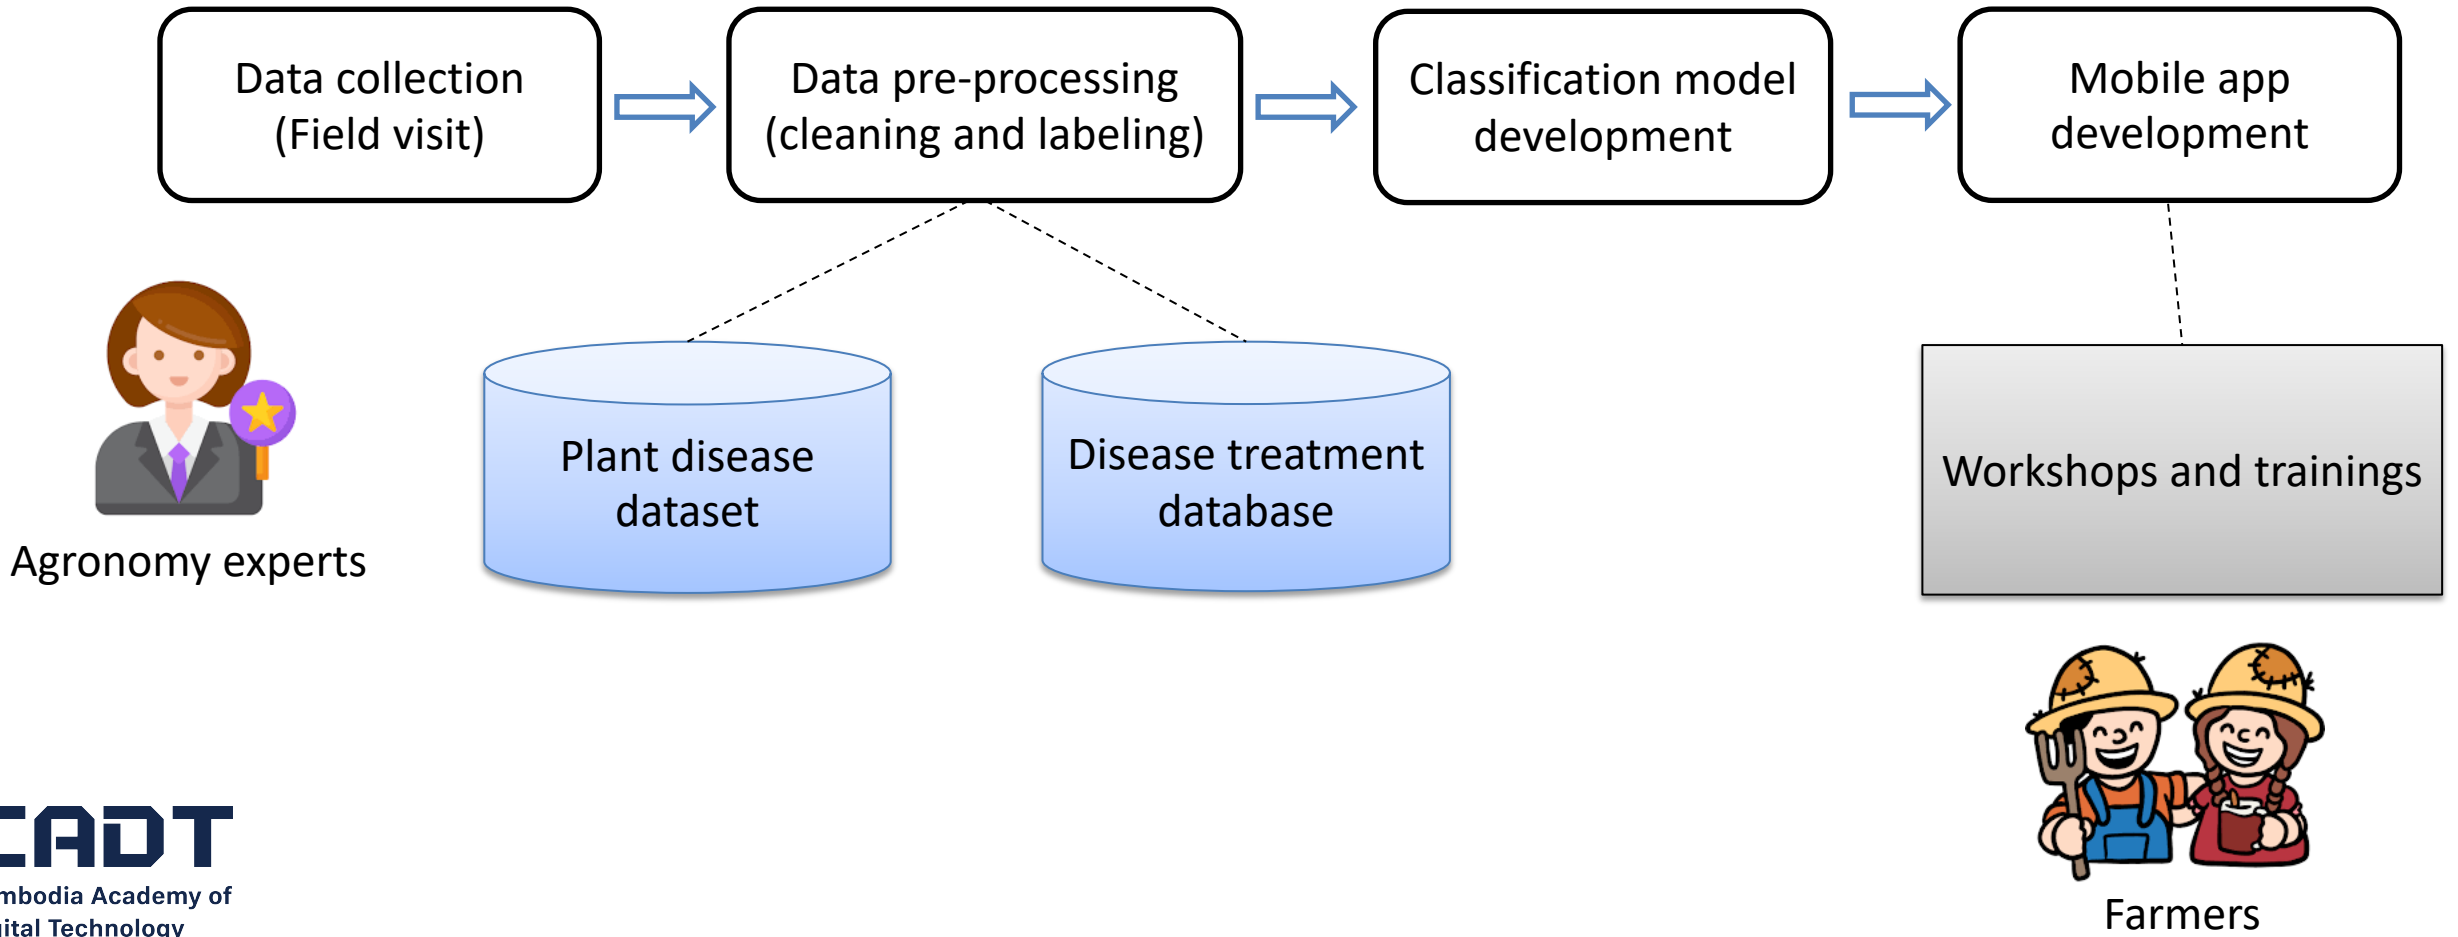 Data collection
(Field visit)
Data pre-processing
(cleaning and labeling)
Classification model
development
Mobile app
development
Agronomy experts
Plant disease
dataset
Disease treatment
database
Workshops and trainings
Farmers
CADT
mbodia Academy of
gital Technology